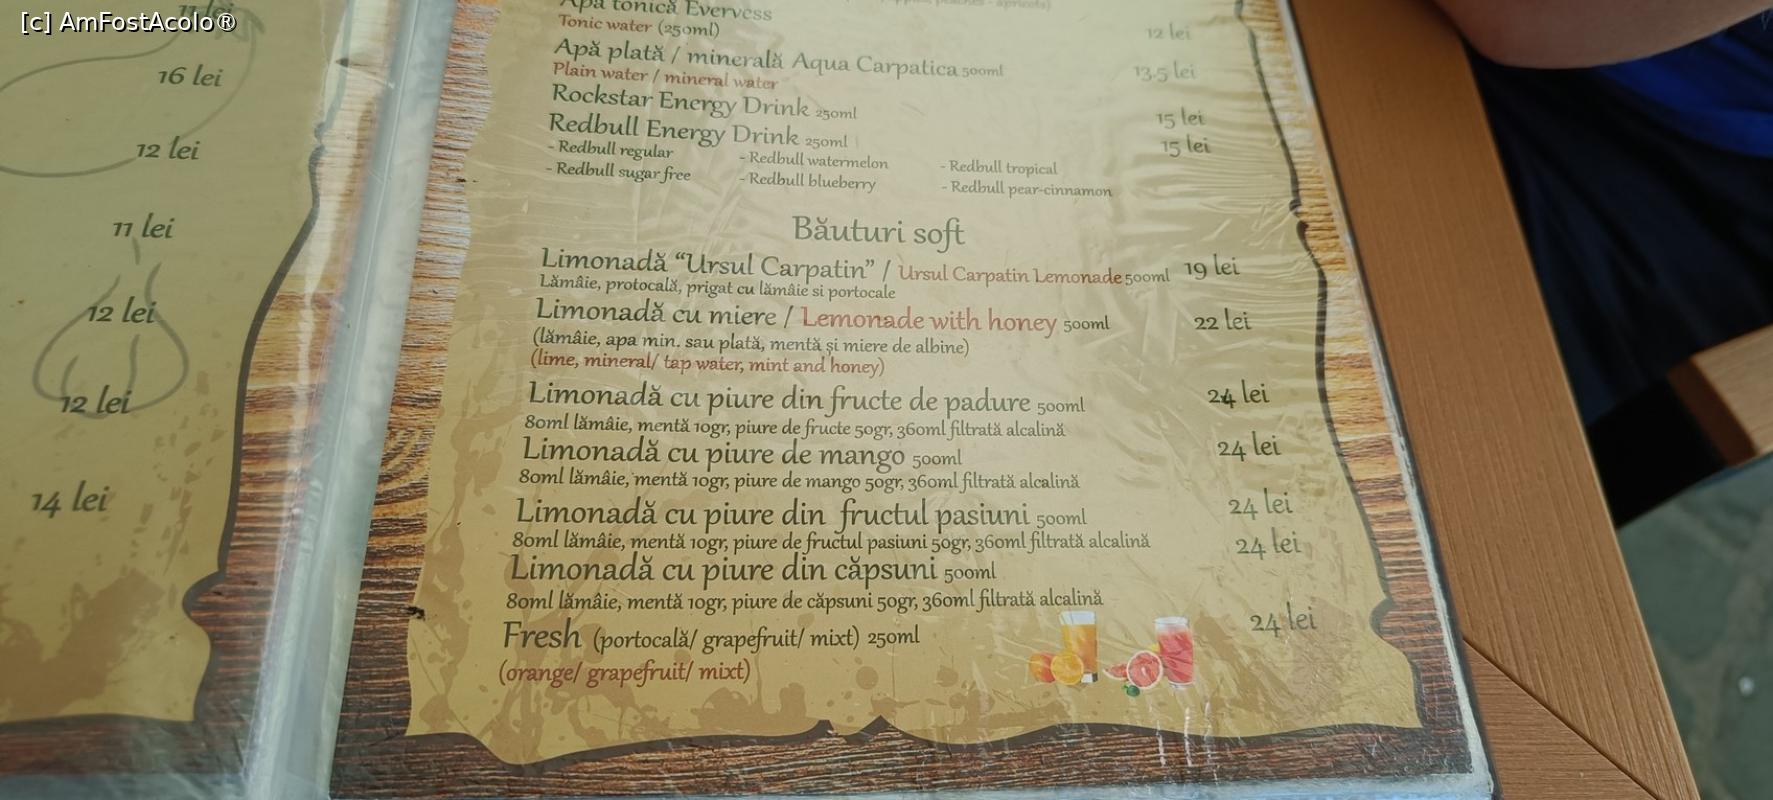 [c] AmFostAcolo®
11 lei
16 lei
12 lei
11 lei
12 lei
12 lei
14 lei
Apă tonică Evervess
Tonic water (250ml) 12 lei
Apă plată / minerală Aqua Carpatica 500ml 13.5 lei
Plain water / mineral water
Rockstar Energy Drink 250ml 15 lei
Redbull Energy Drink 250ml 15 lei
- Redbull regular - Redbull watermelon - Redbull tropical
- Redbull sugar free - Redbull blueberry - Redbull pear-cinnamon
Băuturi soft
Limonadă “Ursul Carpatin” / Ursul Carpatin Lemonade 500ml 19 lei
Lămâie, protocală, prigat cu lămâie si portocale
Limonadă cu miere / Lemonade with honey 500ml 22 lei
(lămâie, apa min. sau plată, mentă și miere de albine)
(lime, mineral/ tap water, mint and honey)
Limonadă cu piure din fructe de padure 500ml 24 lei
80ml lămâie, mentă 10gr, piure de fructe 50gr, 360ml filtrată alcalină
Limonadă cu piure de mango 500ml 24 lei
80ml lămâie, mentă 10gr, piure de mango 50gr, 360ml filtrată alcalină
Limonadă cu piure din fructul pasiuni 500ml 24 lei
80ml lămâie, mentă 10gr, piure de fructul pasiuni 50gr, 360ml filtrată alcalină
Limonadă cu piure din căpsuni 500ml 24 lei
80ml lămâie, mentă 10gr, piure de căpsuni 50gr, 360ml filtrată alcalină
Fresh (portocală/ grapefruit/ mixt) 250ml 24 lei
(orange/ grapefruit/ mixt)